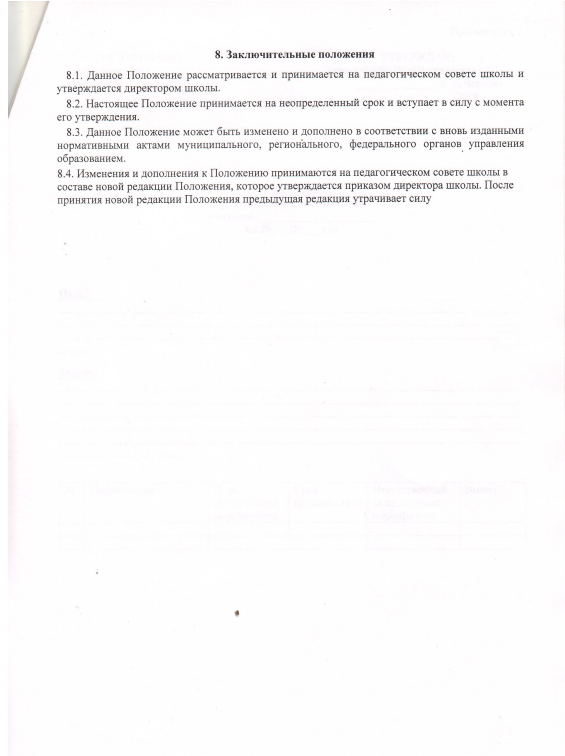 8. Заключительные положения
8.1. Данное Положение рассматривается и принимается на педагогическом совете школы и
утверждается директором школы.
8.2. Настоящее Положение принимается на неопределенный срок и вступает в силу с момента
его утверждения.
8.3. Данное Положение может быть изменено и дополнено в соответствии с вновь изданными
нормативными актами муниципального, регионального, федерального органов управления
образованием.
8.4. Изменения и дополнения к Положению принимаются на педагогическом совете школы в
составе новой редакции Положения, которое утверждается приказом директора школы. После
принятия новой редакции Положения предыдущая редакция утрачивает силу